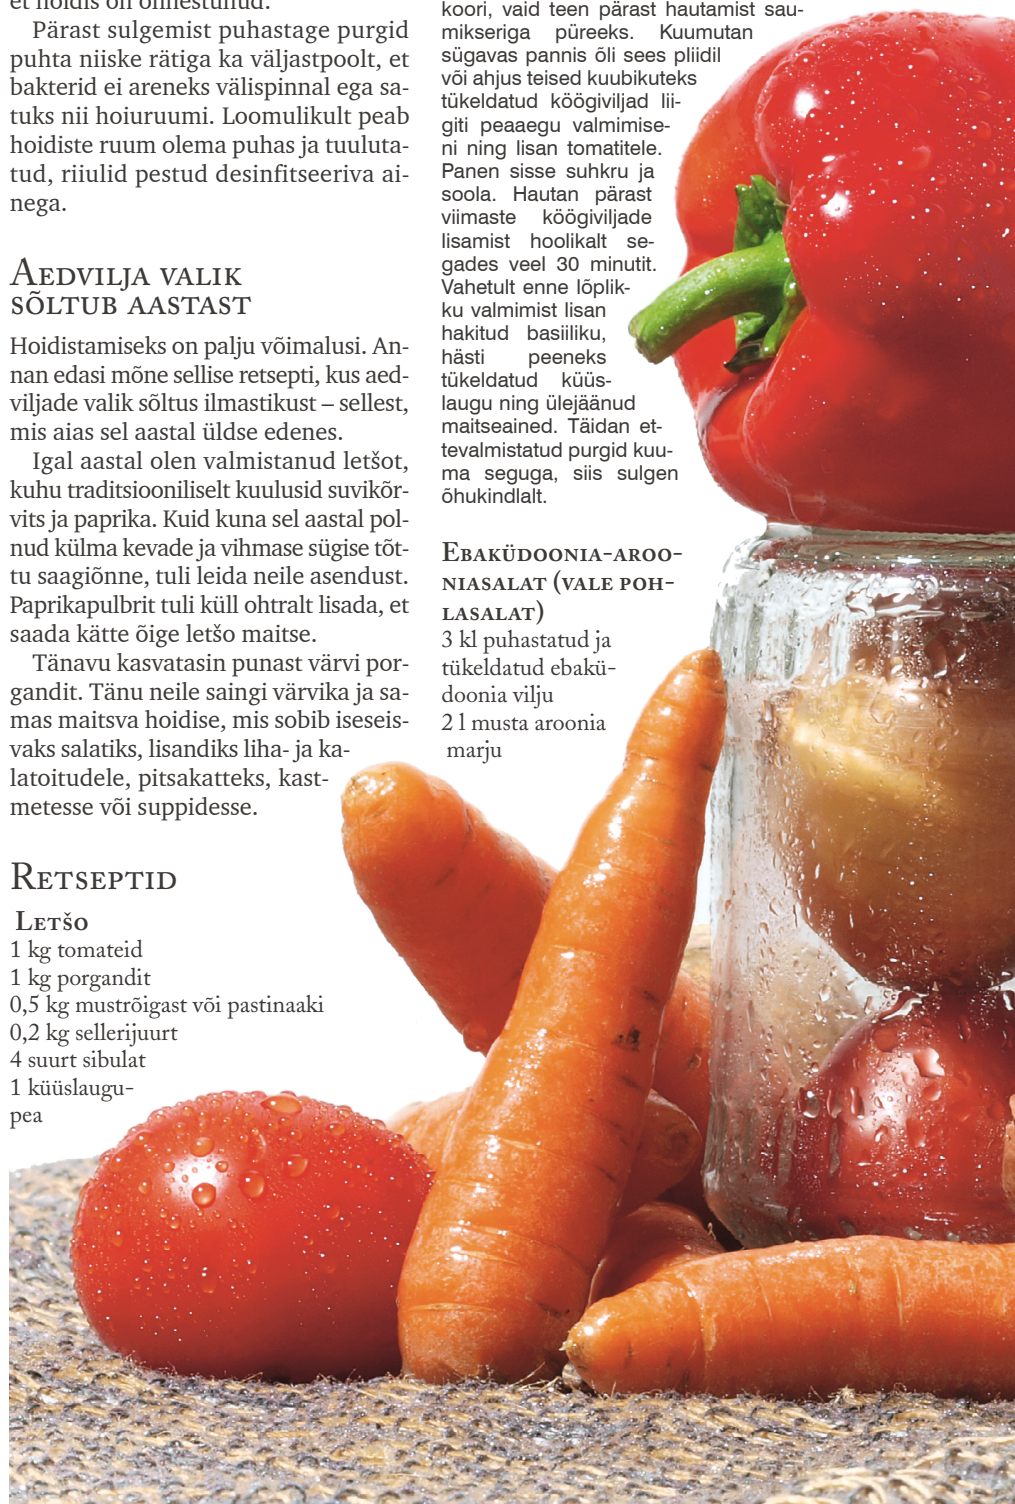 et hoidis on õnnestunud.
Pärast sulgemist puhastage purgid
puhta niiske rätiga ka väljastpoolt, et
bakterid ei areneks välispinnal ega sa-
tuks nii hoiuruumi. Loomulikult peab
hoidiste ruum olema puhas ja tuuluta-
tud, riiulid pestud desinfitseeriva ai-
nega.
Aedvilja valik
sõltub aastast
Hoidistamiseks on palju võimalusi. An-
nan edasi mõne sellise retsepti, kus aed-
viljade valik sõltus ilmastikust – sellest,
mis aias sel aastal üldse edenes.
Igal aastal olen valmistanud letšot,
kuhu traditsiooniliselt kuulusid suvikõr-
vits ja paprika. Kuid kuna sel aastal pol-
nud külma kevade ja vihmase sügise tõt-
tu saagiõnne, tuli leida neile asendust.
Paprikapulbrit tuli küll ohtralt lisada, et
saada kätte õige letšo maitse.
Tänavu kasvatasin punast värvi por-
gandit. Tänu neile saingi värvika ja sa-
mas maitsva hoidise, mis sobib iseseis-
vaks salatiks, lisandiks liha- ja ka-
latoitudele, pitsakatteks, kast-
metesse või suppidesse.
Retseptid
Letšo
1 kg tomateid
1 kg porgandit
0,5 kg mustrõigast või pastinaaki
0,2 kg sellerijuurt
4 suurt sibulat
1 küüslaugu-
pea
koori, vaid teen pärast hautamist sau-
mikseriga püreeks. Kuumutan
sügavas pannis õli sees pliidil
või ahjus teised kuubikuteks
tükeldatud köögiviljad lii-
giti peaaegu valmimise-
ni ning lisan tomatitele.
Panen sisse suhkru ja
soola. Hautan pärast
viimaste köögiviljade
lisamist hoolikalt se-
gades veel 30 minutit.
Vahetult enne lõplik-
ku valmimist lisan
hakitud basiiliku,
hästi peeneks
tükeldatud küüs-
laugu ning ülejäänud
maitseained. Täidan et-
tevalmistatud purgid kuu-
ma seguga, siis sulgen
õhukindlalt.
Ebaküdoonia-aroo-
niasalat (vale poh-
lasalat)
3 kl puhastatud ja
tükeldatud ebakü-
doonia vilju
2 l musta aroonia
marju